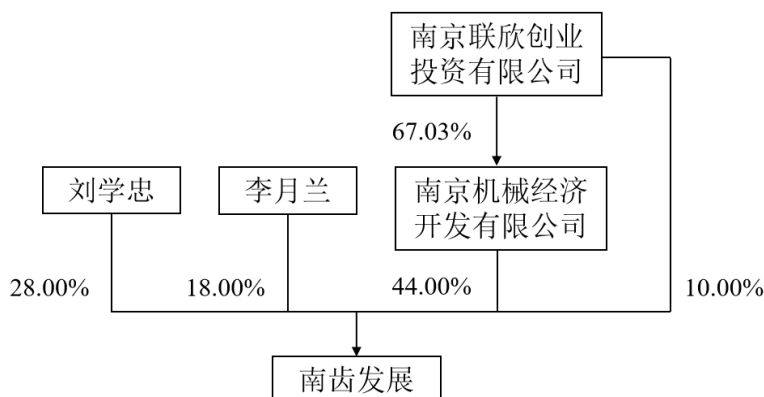 南京联欣创业
投资有限公司
67.03%
刘学忠
李月兰
南京机械经济
开发有限公司
28.00%
18.00%
44.00%
10.00%
南齿发展